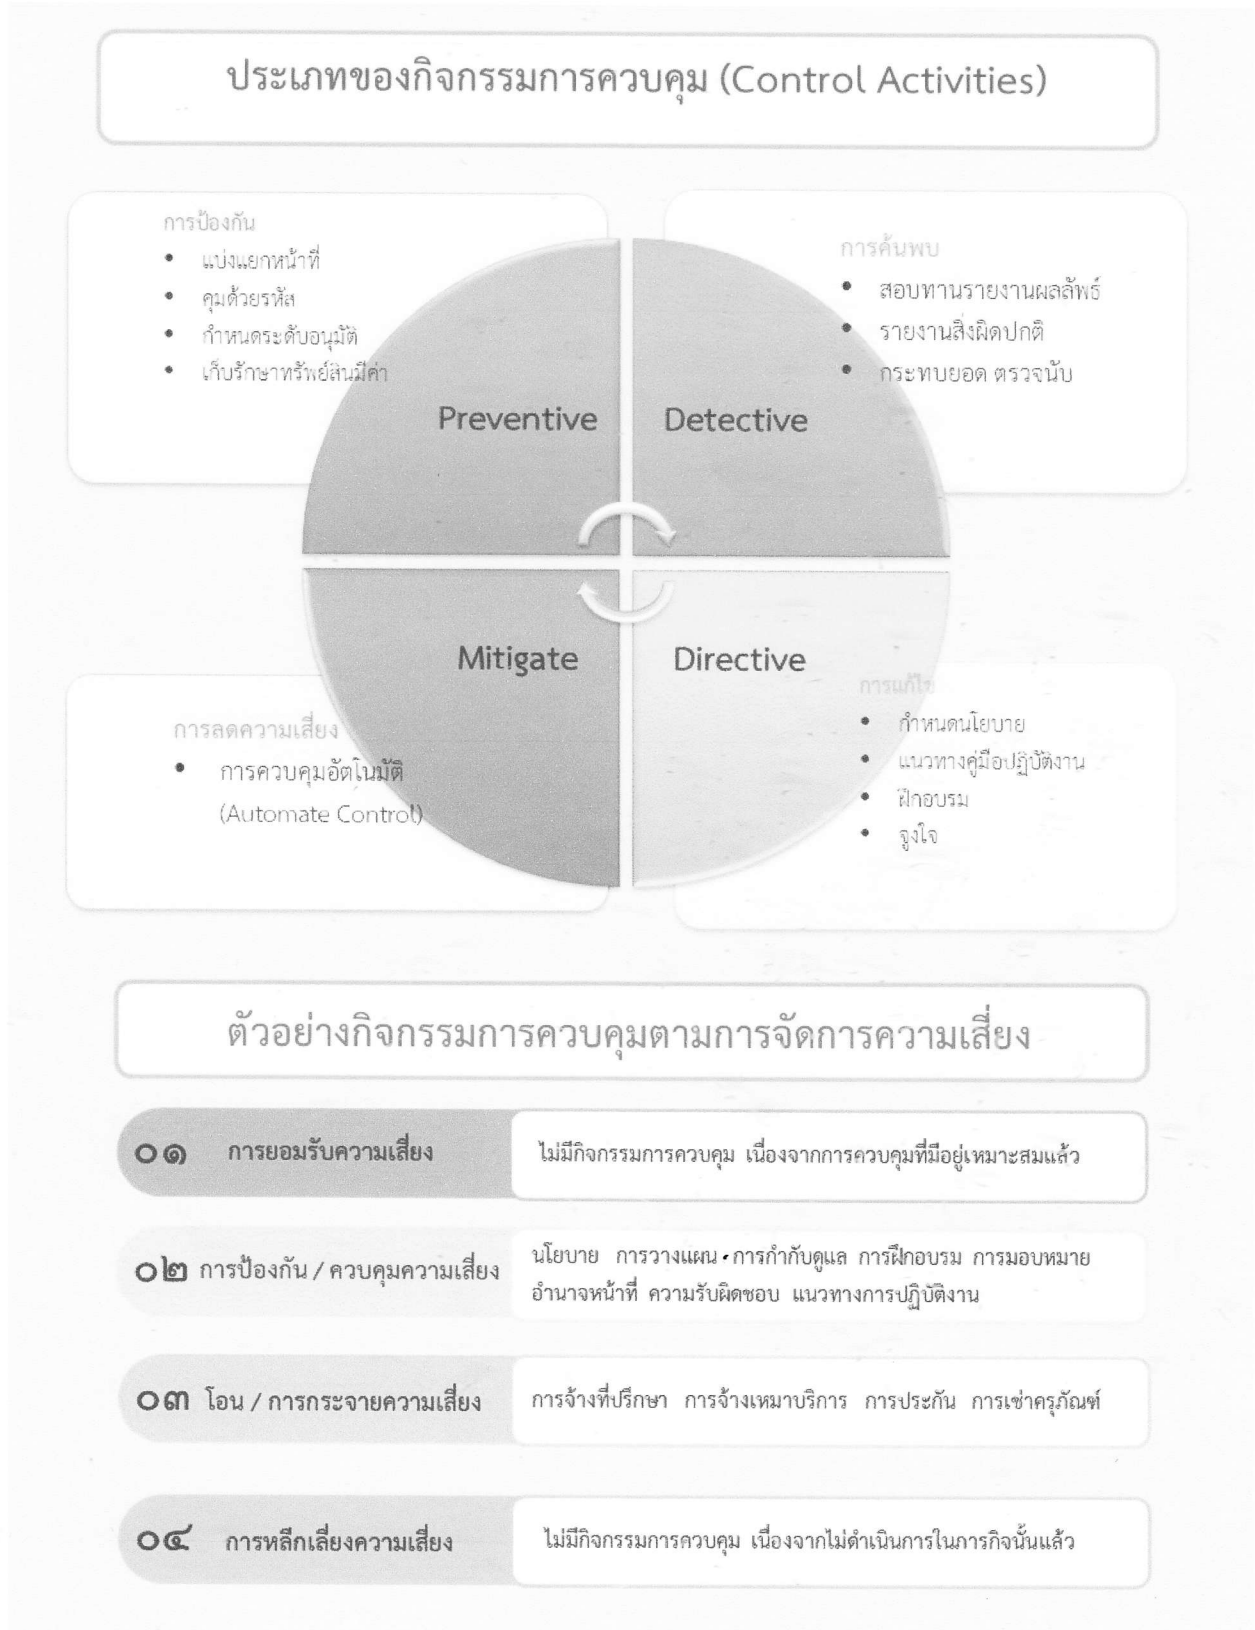 ประเภทของกิจกรรมการควบคุม (Control Activities)
การป้องกัน
• แบ่งแยกหน้าที่
• คุมด้วยรหัส
• กำหนดระดับอนุมัติ
• เก็บรักษาทรัพย์สินมีค่า
Preventive
การค้นพบ
• สอบทานรายงานผลลัพธ์
• รายงานสิ่งผิดปกติ
• กระทบยอด ตรวจนับ
Detective
Mitigate
การลดความเสี่ยง
• การควบคุมอัตโนมัติ
(Automate Control)
Directive
การแก้ไข
• กำหนดนโยบาย
• แนวทางคู่มือปฏิบัติงาน
• ฝึกอบรม
• จูงใจ
ตัวอย่างกิจกรรมการควบคุมตามการจัดการความเสี่ยง
๐๑ การยอมรับความเสี่ยง
ไม่มีกิจกรรมการควบคุม เนื่องจากการควบคุมที่มีอยู่เหมาะสมแล้ว
๐๒ การป้องกัน / ควบคุมความเสี่ยง
นโยบาย การวางแผน การกำกับดูแล การฝึกอบรม การมอบหมาย
อำนาจหน้าที่ ความรับผิดชอบ แนวทางการปฏิบัติงาน
๐๓ โอน / การกระจายความเสี่ยง
การจ้างที่ปรึกษา การจ้างเหมาบริการ การประกัน การเช่าครุภัณฑ์
๐๔ การหลีกเลี่ยงความเสี่ยง
ไม่มีกิจกรรมการควบคุม เนื่องจากไม่ดำเนินการในภารกิจนั้นแล้ว